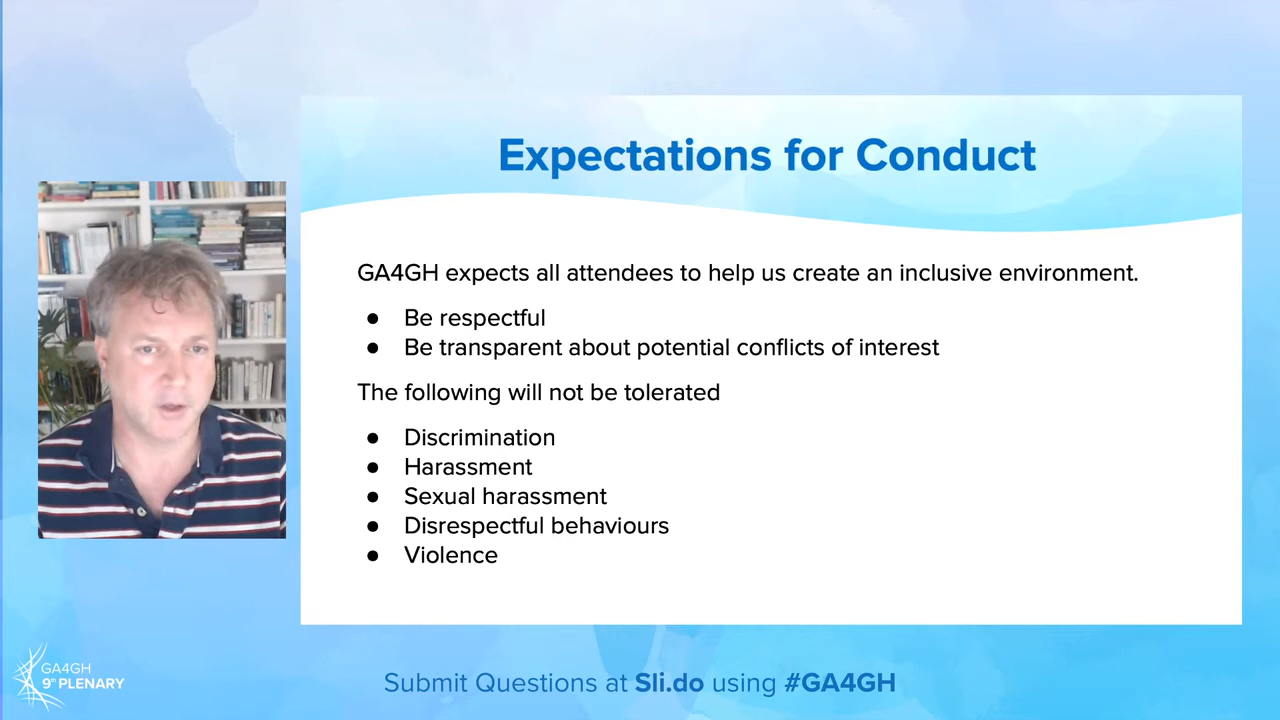 Expectations for Conduct
GA4GH expects all attendees to help us create an inclusive environment.
● Be respectful
● Be transparent about potential conflicts of interest
The following will not be tolerated
● Discrimination
● Harassment
● Sexual harassment
● Disrespectful behaviours
● Violence
GA4GH
9th PLENARY
Submit Questions at Sli.do using #GA4GH